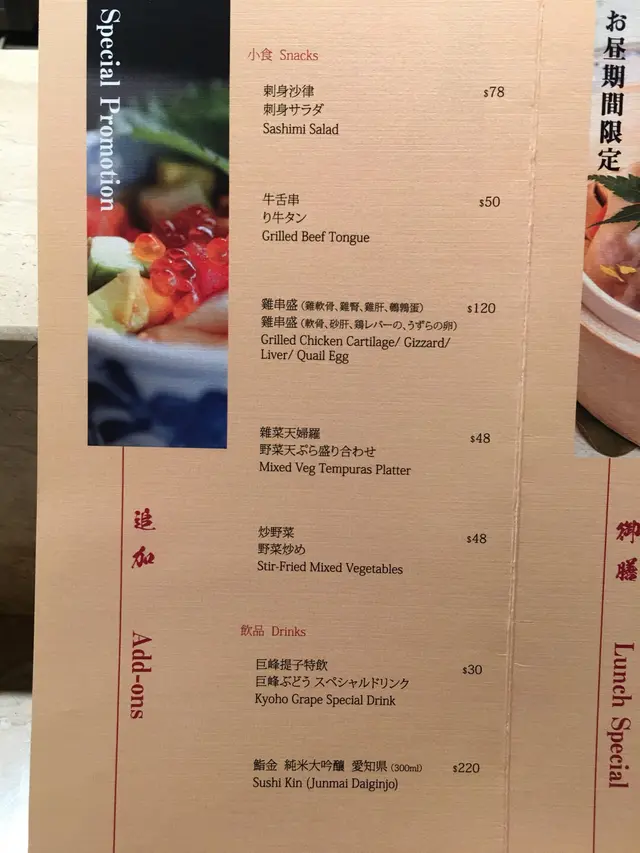 Special Promotion
追加
Add-ons
小食 Snacks
刺身沙律 $78
刺身サラダ
Sashimi Salad
牛舌串 $50
り牛タン
Grilled Beef Tongue
雞串盛 (雞軟骨、雞腎、雞肝、鵪鶉蛋) $120
雞串盛 (軟骨、砂肝、鶏レバーの、うずらの卵)
Grilled Chicken Cartilage/ Gizzard/
Liver/ Quail Egg
雜菜天婦羅 $48
野菜天ぷら盛り合わせ
Mixed Veg Tempuras Platter
炒野菜 $48
野菜炒め
Stir-Fried Mixed Vegetables
飲品 Drinks
巨峰提子特飲 $30
巨峰ぶどう スペシャルドリンク
Kyoho Grape Special Drink
鮨金 純米大吟釀 愛知県 (300ml) $220
Sushi Kin (Junmai Daiginjo)
お昼期間限定
御膳
Lunch Special